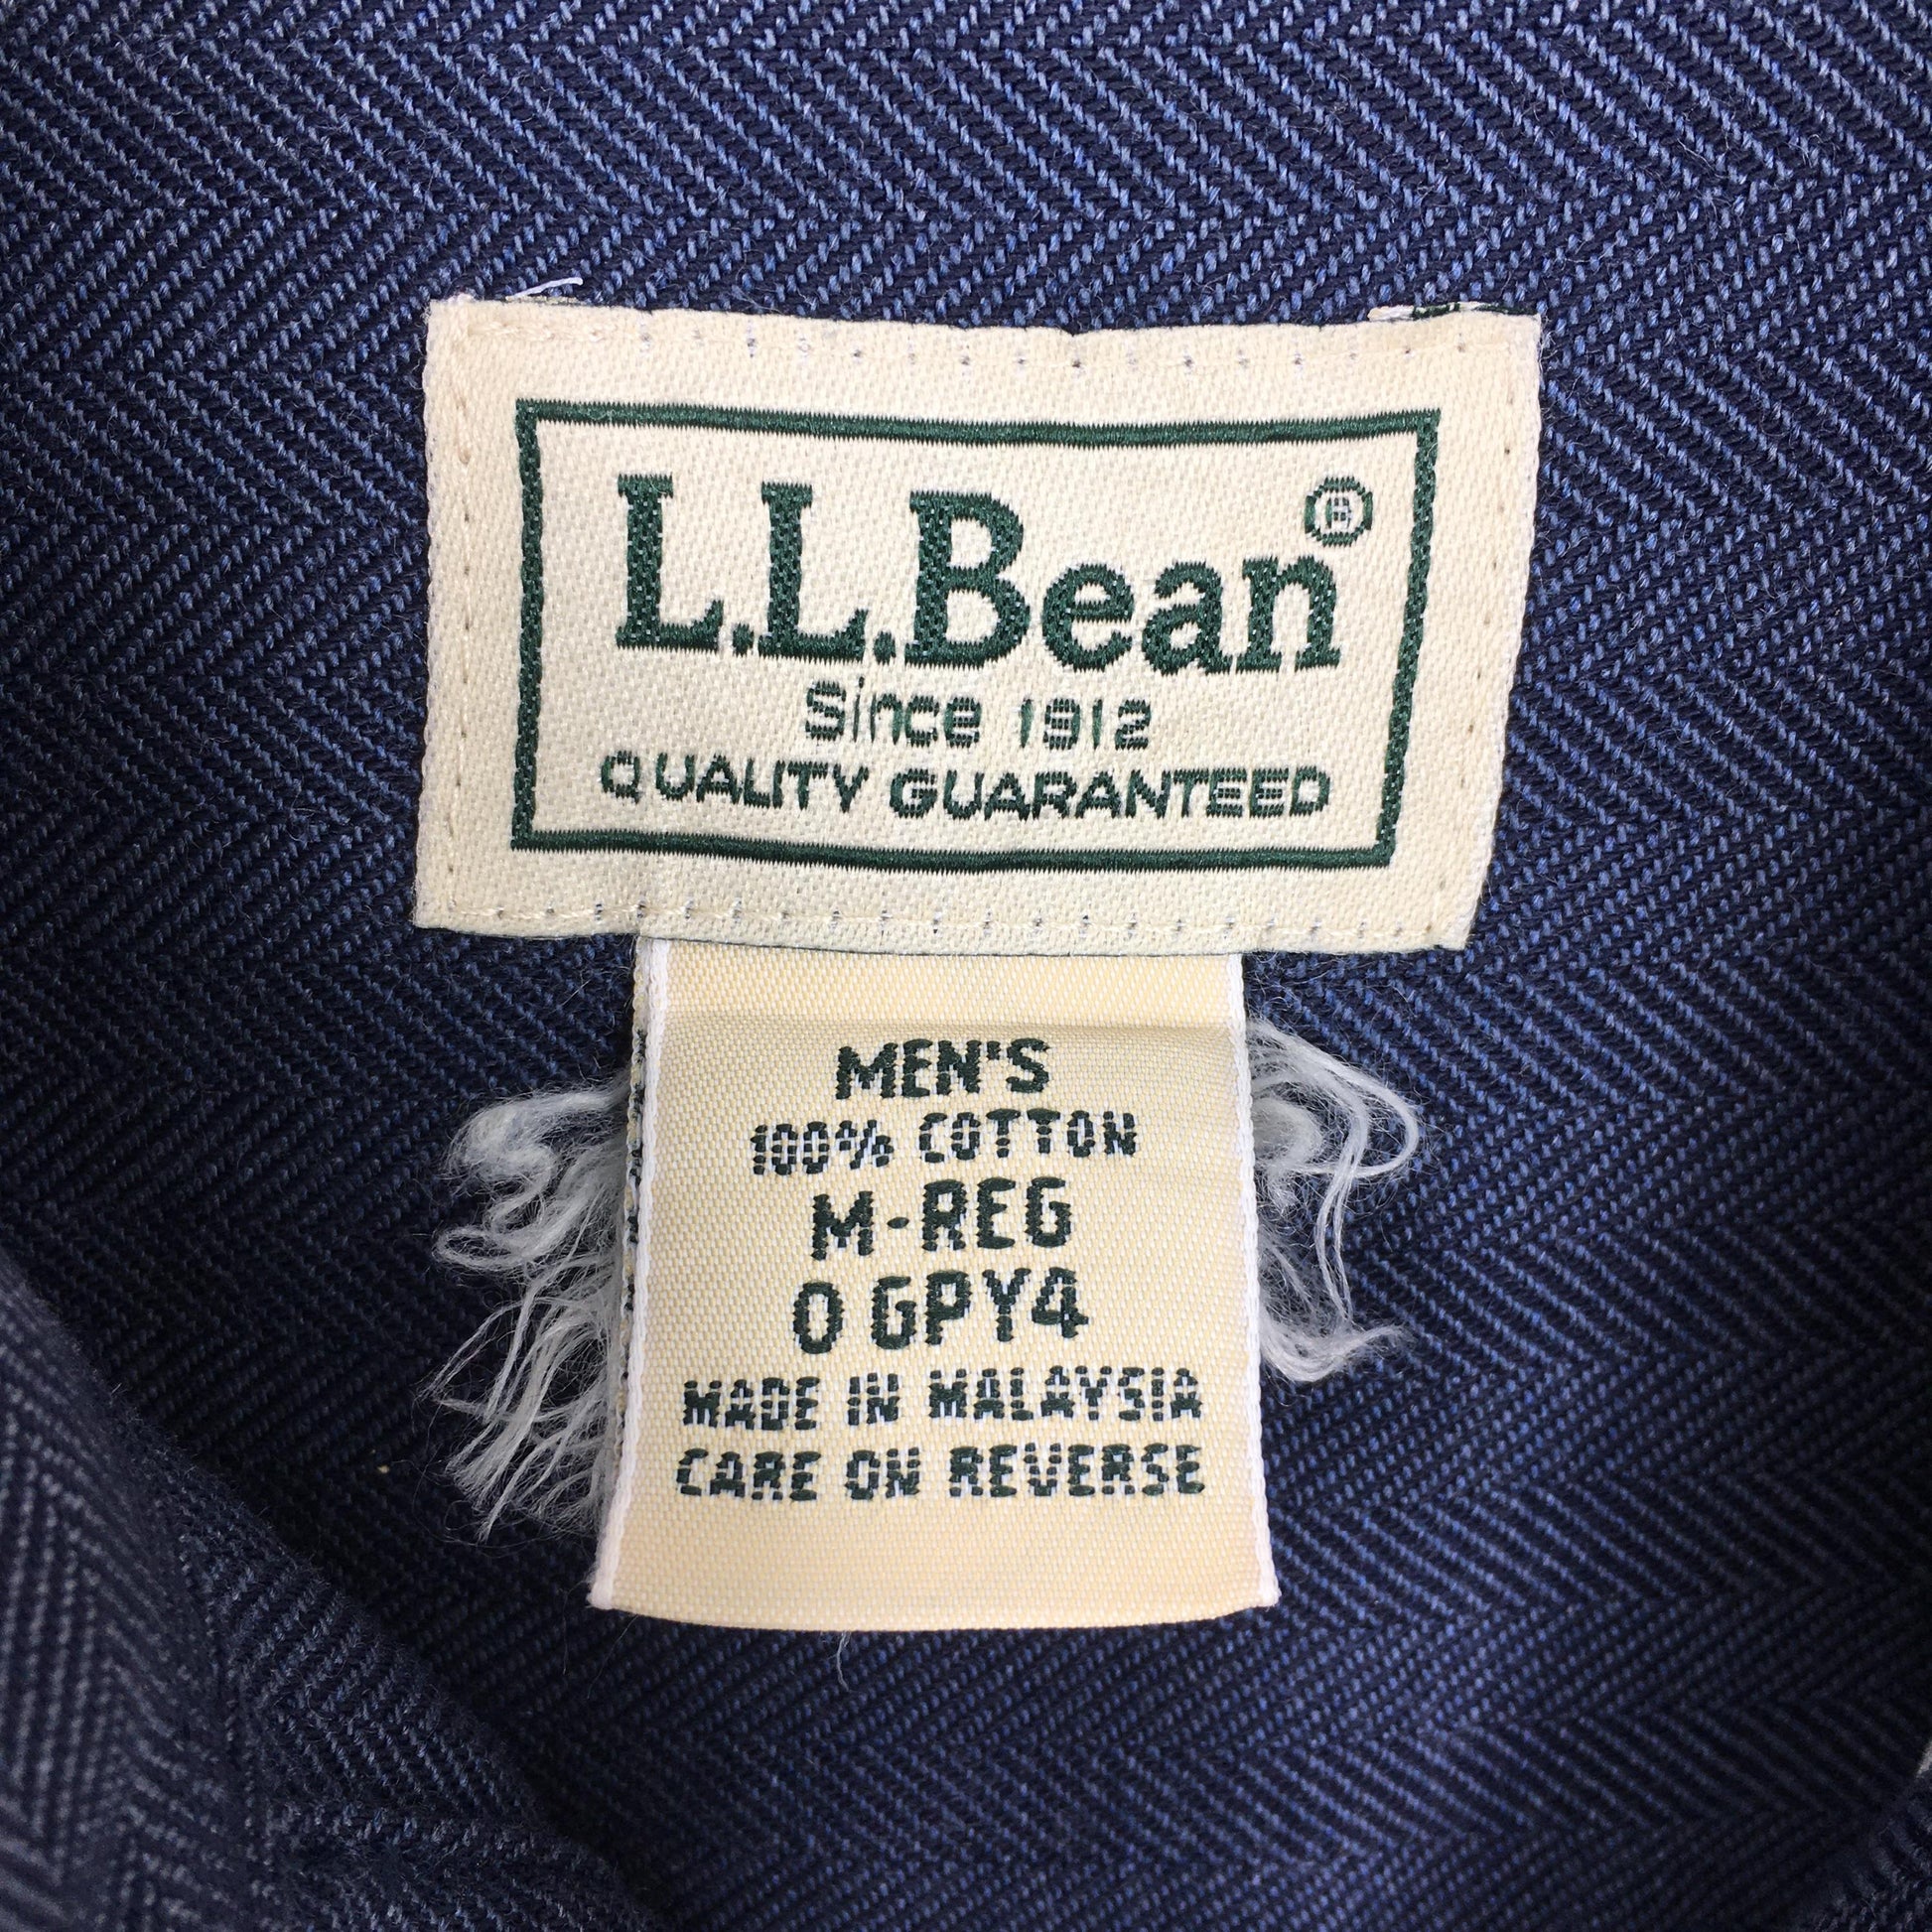 L.L.Bean®
Since 1912
QUALITY GUARANTEED
MEN'S
100% COTTON
M-REG
0 GPY4
MADE IN MALAYSIA
CARE ON REVERSE